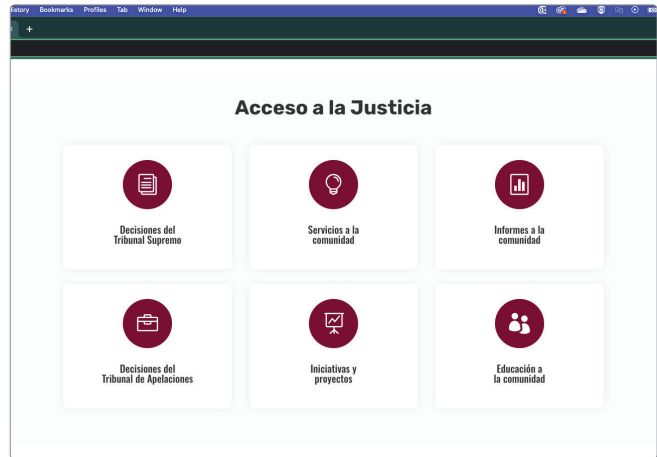 History Bookmarks Profiles Tab Window Help
+
Acceso a la Justicia
Decisiones del
Tribunal Supremo
Servicios a la
comunidad
Informes a la
comunidad
Decisiones del
Tribunal de Apelaciones
Iniciativas y
proyectos
Educación a
la comunidad